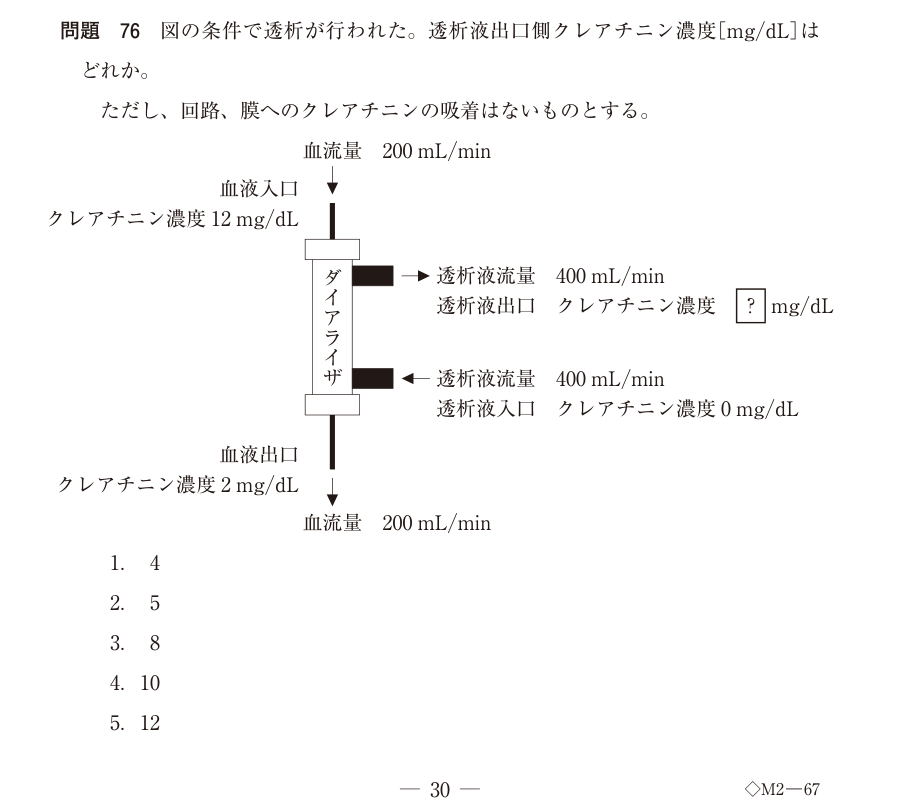 問題 76 図の条件で透析が行われた。透析液出口側クレアチニン濃度[mg/dL]は
どれか。
ただし、回路、膜へのクレアチニンの吸着はないものとする。
血流量 200 mL/min
血液入口
クレアチニン濃度 12 mg/dL
ダイアライザ
透析液流量 400 mL/min
透析液出口 クレアチニン濃度 ? mg/dL
透析液流量 400 mL/min
透析液入口 クレアチニン濃度 0 mg/dL
血液出口
クレアチニン濃度 2 mg/dL
血流量 200 mL/min
1. 4
2. 5
3. 8
4. 10
5. 12
— 30 —
◇M2—67